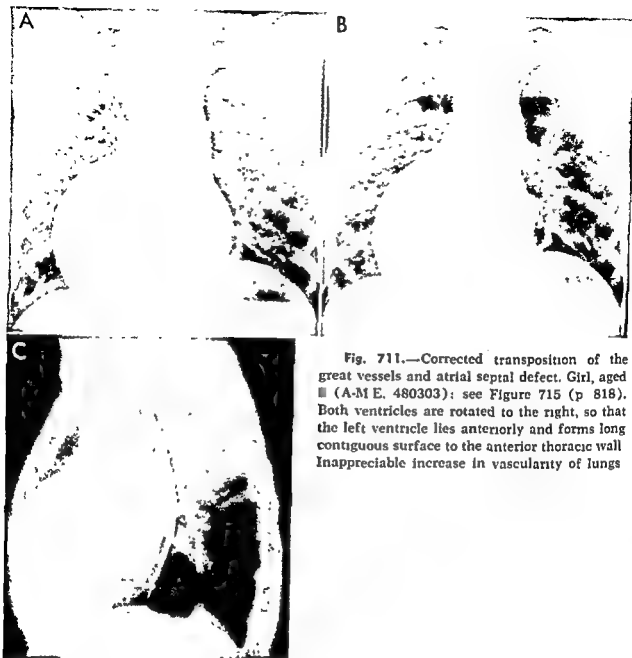 A
B
C
Fig. 711.—Corrected transposition of the
great vessels and atrial septal defect. Girl, aged
(A-M E. 480303): see Figure 715 (p 818).
Both ventricles are rotated to the right, so that
the left ventricle lies anteriorly and forms long
contiguous surface to the anterior thoracic wall
Inappreciable increase in vascularity of lungs